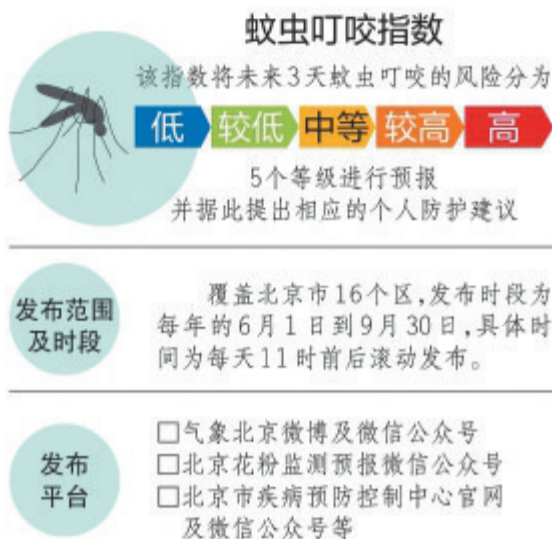 蚊虫叮咬指数
该指数将未来3天蚊虫叮咬的风险分为
低 较低 中等 较高 高
5个等级进行预报
并据此提出相应的个人防护建议
发布范围
及时段
覆盖北京市16个区,发布时段为
每年的6月1日到9月30日,具体时
间为每天11时前后滚动发布。
发布
平台
□气象北京微博及微信公众号
□北京花粉监测预报微信公众号
□北京市疾病预防控制中心官网
及微信公众号等